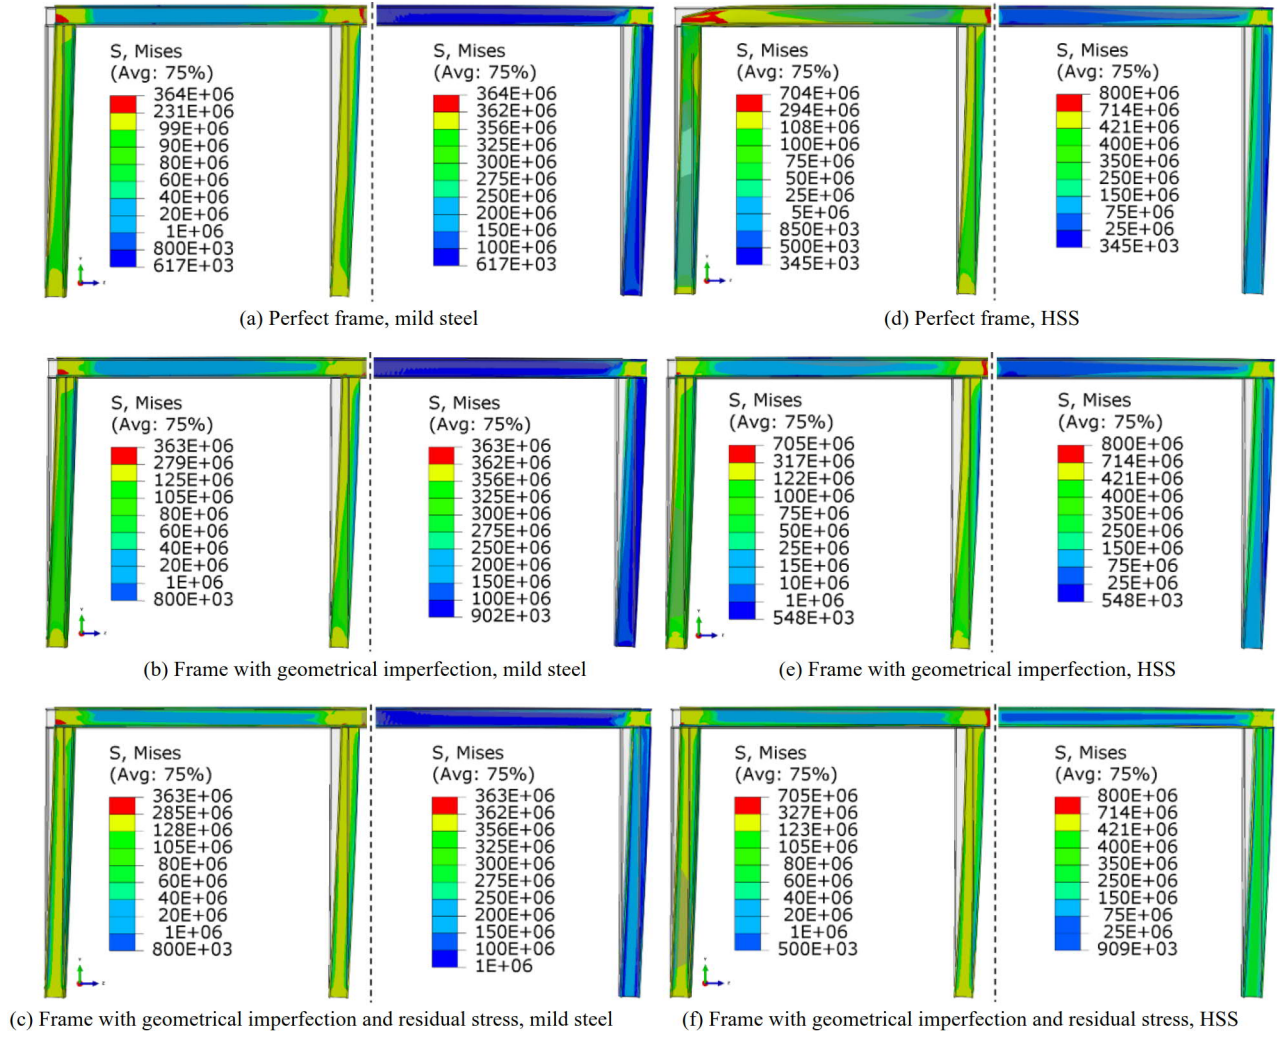 S, Mises
(Avg: 75%)
364E+06
231E+06
99E+06
90E+06
80E+06
60E+06
40E+06
20E+06
1E+06
800E+03
617E+03
S, Mises
(Avg: 75%)
364E+06
362E+06
356E+06
325E+06
300E+06
275E+06
250E+06
200E+06
150E+06
100E+06
617E+03
(a) Perfect frame, mild steel
S, Mises
(Avg: 75%)
704E+06
294E+06
108E+06
100E+06
75E+06
50E+06
25E+06
5E+06
850E+03
500E+03
345E+03
S, Mises
(Avg: 75%)
800E+06
714E+06
421E+06
400E+06
350E+06
250E+06
150E+06
75E+06
25E+06
345E+03
(d) Perfect frame, HSS
S, Mises
(Avg: 75%)
363E+06
279E+06
125E+06
105E+06
80E+06
60E+06
40E+06
20E+06
1E+06
800E+03
S, Mises
(Avg: 75%)
363E+06
362E+06
356E+06
325E+06
300E+06
275E+06
250E+06
200E+06
150E+06
100E+06
902E+03
(b) Frame with geometrical imperfection, mild steel
S, Mises
(Avg: 75%)
705E+06
317E+06
122E+06
100E+06
75E+06
50E+06
25E+06
15E+06
10E+06
1E+06
548E+03
S, Mises
(Avg: 75%)
800E+06
714E+06
421E+06
400E+06
350E+06
250E+06
150E+06
75E+06
25E+06
548E+03
(e) Frame with geometrical imperfection, HSS
S, Mises
(Avg: 75%)
363E+06
285E+06
128E+06
105E+06
80E+06
60E+06
40E+06
20E+06
1E+06
800E+03
S, Mises
(Avg: 75%)
363E+06
362E+06
356E+06
325E+06
300E+06
275E+06
250E+06
200E+06
150E+06
100E+06
1E+06
(c) Frame with geometrical imperfection and residual stress, mild steel
S, Mises
(Avg: 75%)
705E+06
327E+06
123E+06
105E+06
80E+06
60E+06
40E+06
20E+06
1E+06
500E+03
S, Mises
(Avg: 75%)
800E+06
714E+06
421E+06
400E+06
350E+06
250E+06
150E+06
75E+06
25E+06
909E+03
(f) Frame with geometrical imperfection and residual stress, HSS